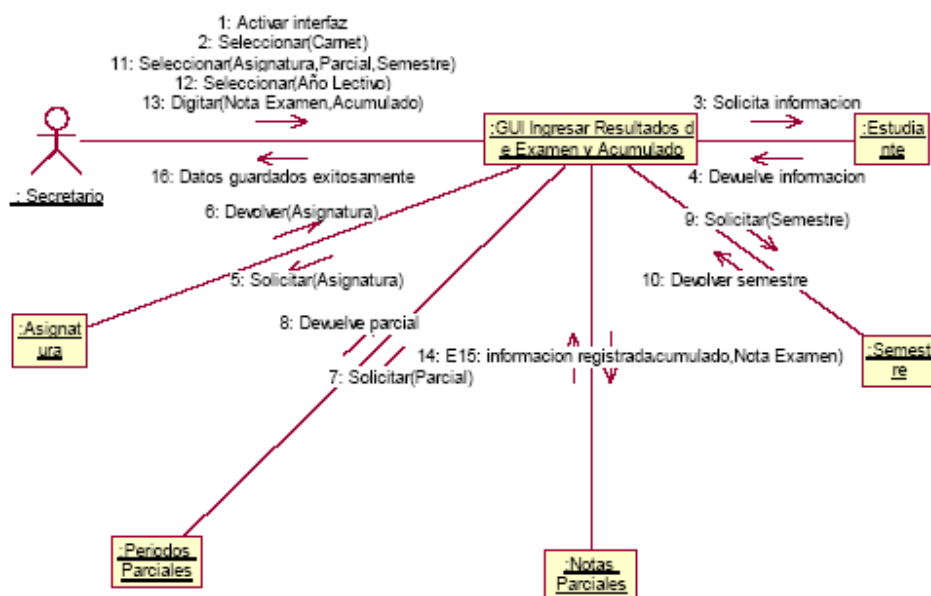 1: Activar interfaz
2: Seleccionar(Carnet)
11: Seleccionar(Asignatura,Parcial,Semestre)
12: Seleccionar(Año Lectivo)
13: Digitar(Nota Examen,Acumulado)
3: Solicita informacion
:GUI Ingresar Resultados d
e Examen y Acumulado
:Estudia
nte
16: Datos guardados exitosamente
4: Devuelve informacion
: Secretario
6: Devolver(Asignatura)
9: Solicitar(Semestre)
5: Solicitar(Asignatura)
10: Devolver semestre
:Asignat
ura
8: Devuelve parcial
14: E15: informacion registrada
cumulado,Nota Examen)
:Semest
re
7: Solicitar(Parcial)
:Periodos
Parciales
:Notas
Parciales